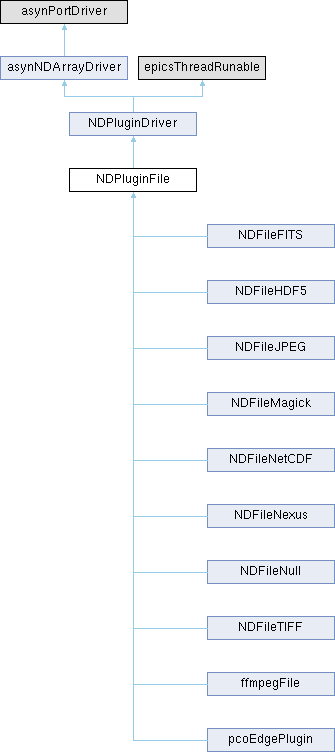 asynPortDriver
asynNDArrayDriver
epicsThreadRunable
NDPluginDriver
NDPluginFile
NDFileFITS
NDFileHDF5
NDFileJPEG
NDFileMagick
NDFileNetCDF
NDFileNexus
NDFileNull
NDFileTIFF
ffmpegFile
pcoEdgePlugin